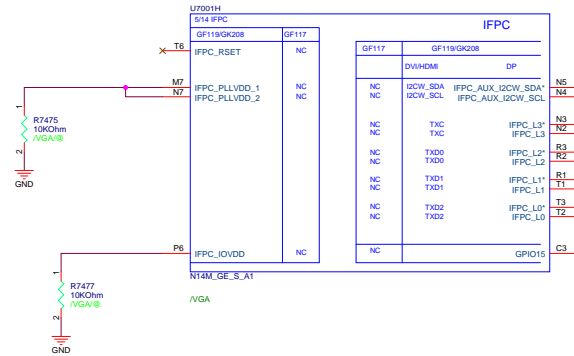 U7001H
5/14 IFPC
IFPC
GF119/GK208
GF117
GF117
GF119/GK208
T6
IFPC_RSET
NC
DVI/HDMI
DP
M7
IFPC_PLLVDD_1
NC
NC
I2CW_SDA
IFPC_AUX_I2CW_SDA*
N5
N7
IFPC_PLLVDD_2
NC
NC
I2CW_SCL
IFPC_AUX_I2CW_SCL
N4
1
R7475
10KOhm
/VGA/@
2
GND
NC
TXC
IFPC_L3*
N3
NC
TXC
IFPC_L3
N2
NC
TXD0
IFPC_L2*
R3
NC
TXD0
IFPC_L2
R2
NC
TXD1
IFPC_L1*
R1
NC
TXD1
IFPC_L1
T1
NC
TXD2
IFPC_L0*
T3
NC
TXD2
IFPC_L0
T2
P6
IFPC_IOVDD
NC
NC
GPIO15
C3
N14M_GE_S_A1
1
R7477
10KOhm
/VGA/@
2
GND
/VGA